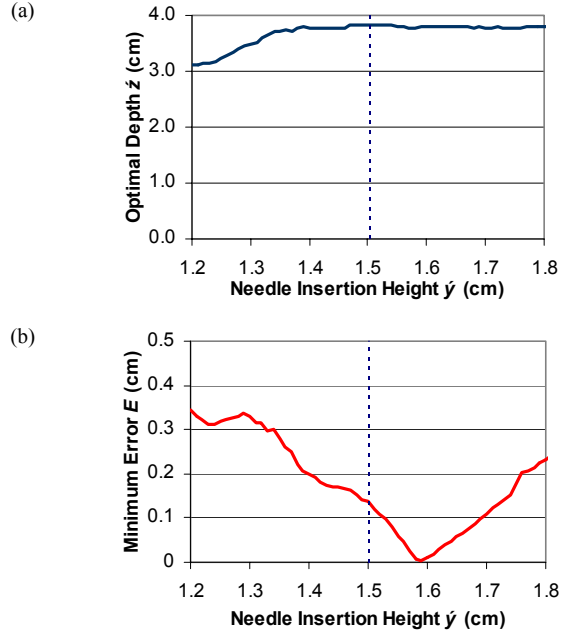 (a)
Optimal Depth ź (cm)
4.0
3.0
2.0
1.0
0.0
1.2 1.3 1.4 1.5 1.6 1.7 1.8
Needle Insertion Height ý (cm)
(b)
Minimum Error E (cm)
0.5
0.4
0.3
0.2
0.1
0
1.2 1.3 1.4 1.5 1.6 1.7 1.8
Needle Insertion Height ý (cm)